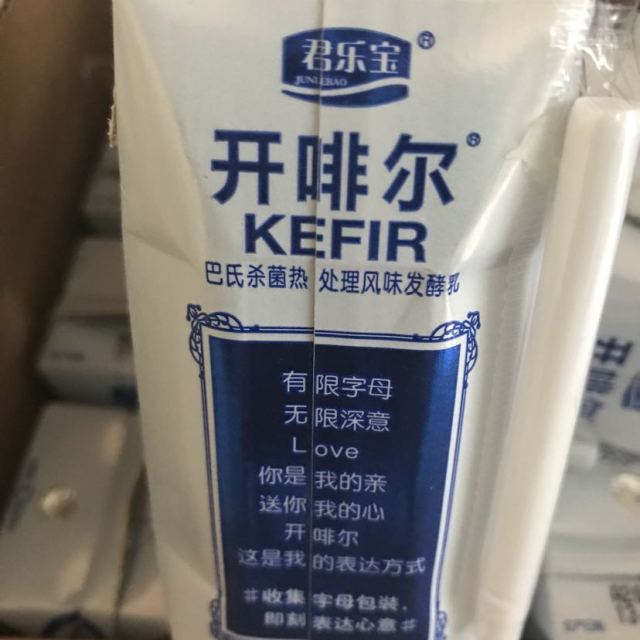 君乐宝®
JUNLEBAO
开啡尔®
KEFIR
巴氏杀菌热处理风味发酵乳
有限字母
无限深意
Love
你是我的亲
送你我的心
开啡尔
这是我的表达方式
#收集字母包装,
即刻表达心意#